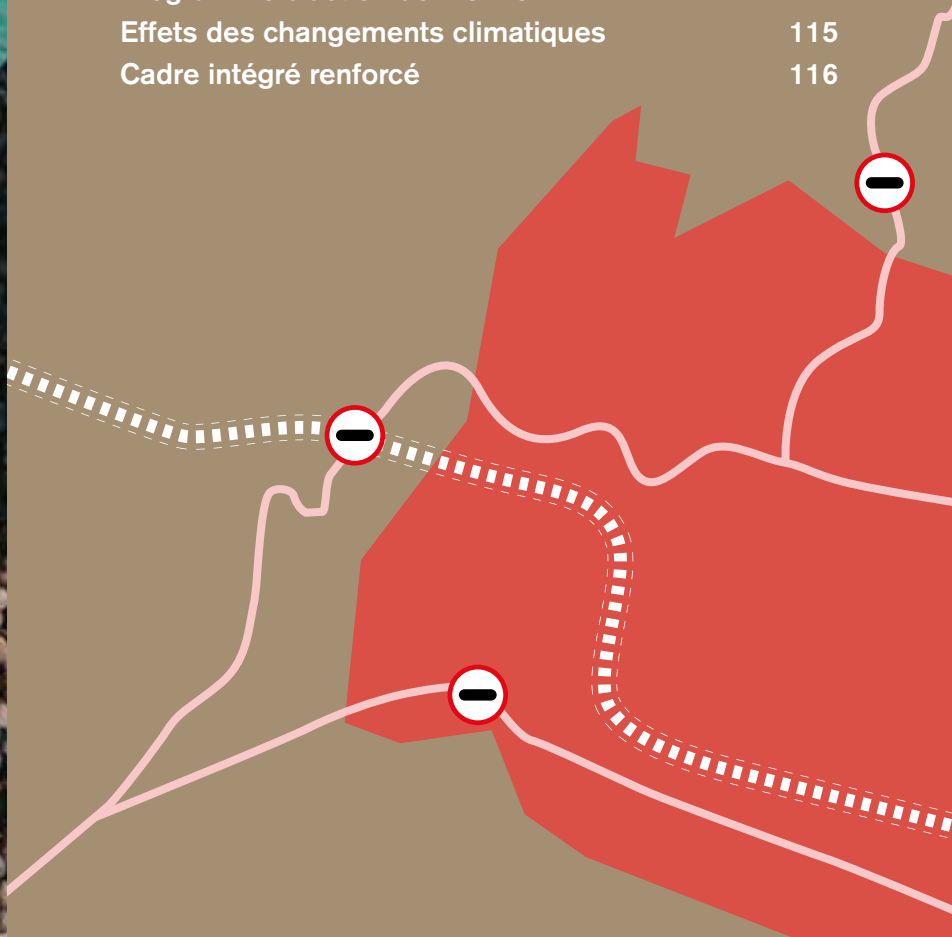 Effets des changements climatiques 115
Cadre intégré renforcé 116